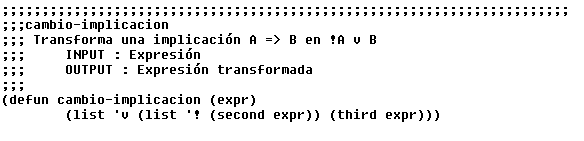 ;;;;;;;;;;;;;;;;;;;;;;;;;;;;;;;;;;;;;;;;;;;;;;;;;;;;;;;;;;;;;;;;;;;;;;;
;;;cambio-implicacion
;;; Transforma una implicación A => B en !A v B
;;;     INPUT : Expresión
;;;     OUTPUT : Expresión transformada
;;;
(defun cambio-implicacion (expr)
        (list 'v (list '! (second expr)) (third expr)))